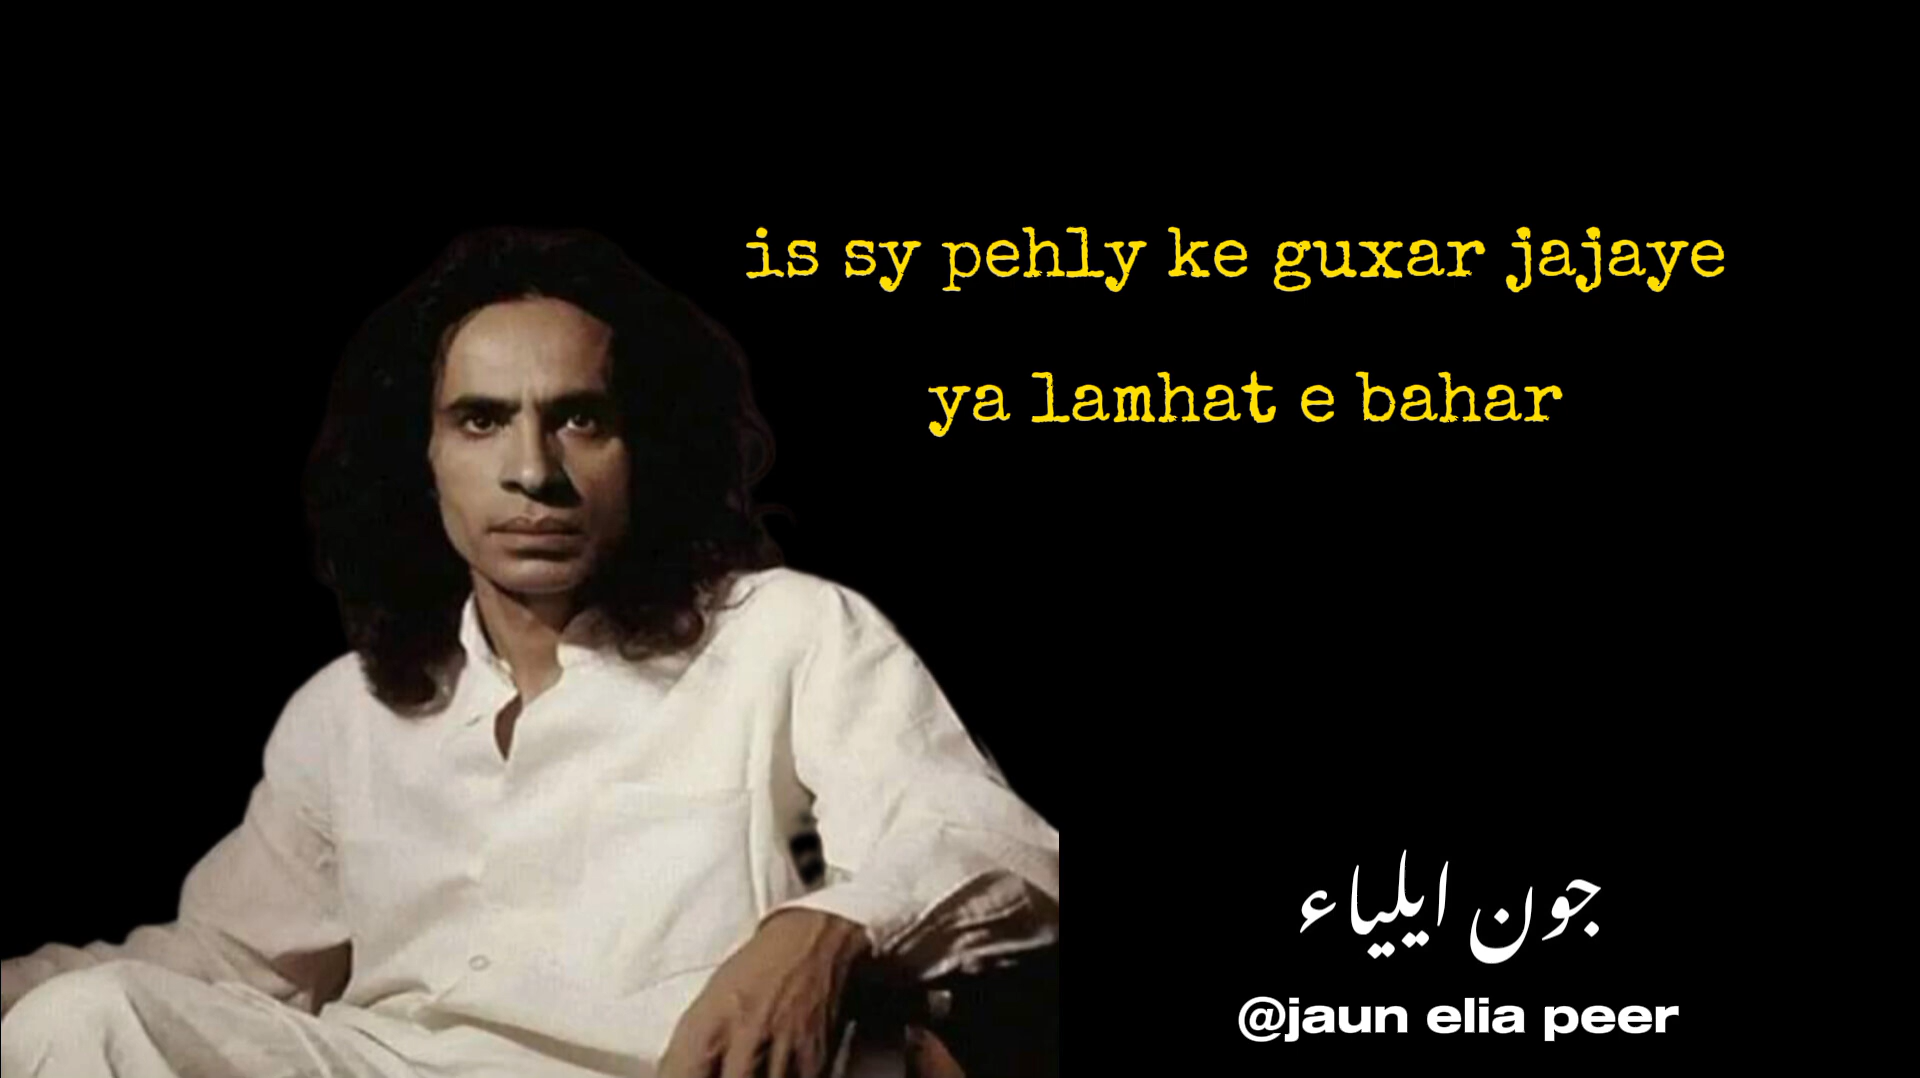 is sy pehly ke guxar jajaye
ya lamhat e bahar
جون ایلیاء
@jaun elia peer